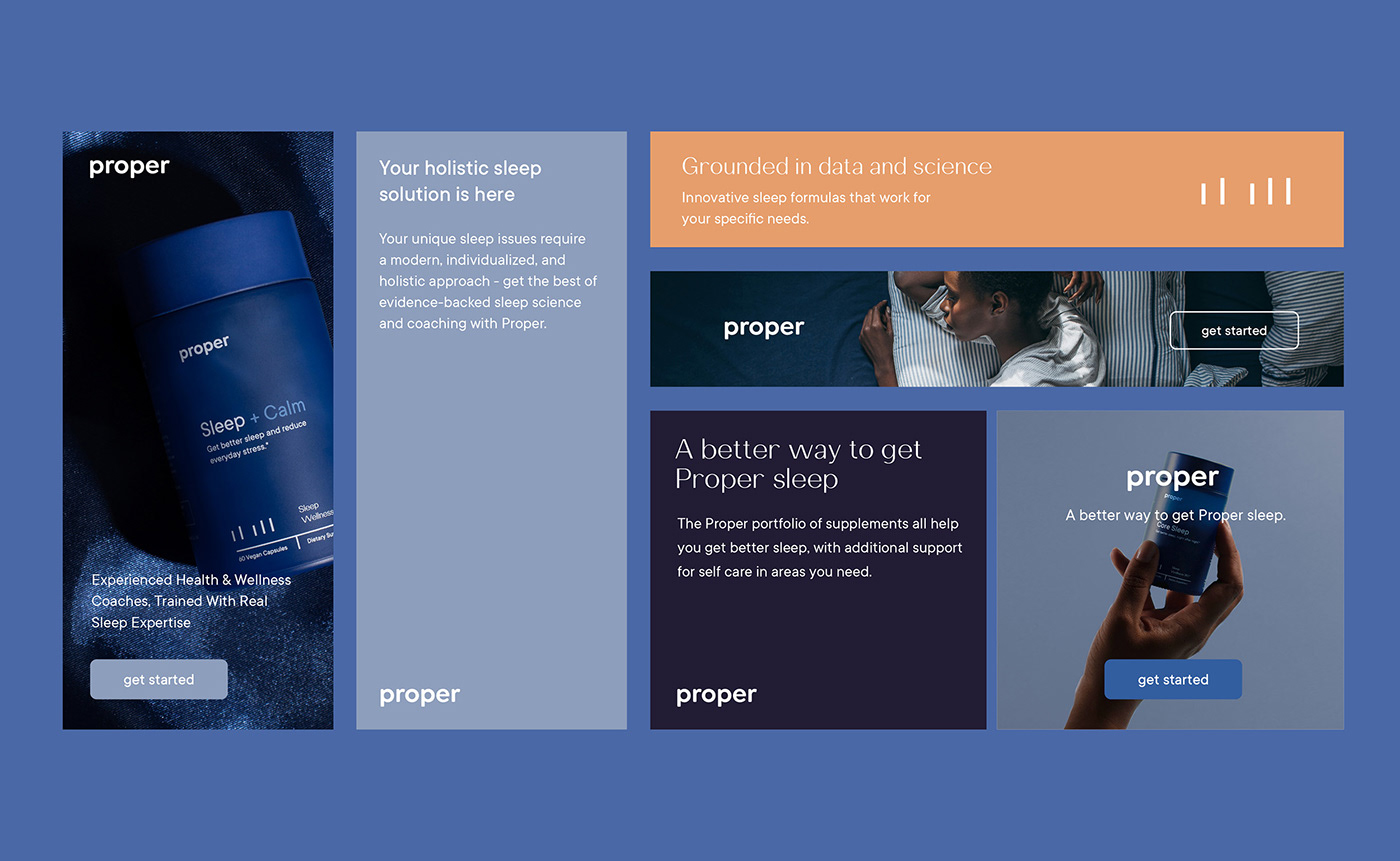 proper
proper
Sleep + Calm
Get better sleep and reduce
everyday stress.*
Sleep
Wellness
60 Vegan Capsules
Dietary
Experienced Health & Wellness
Coaches, Trained With Real
Sleep Expertise
get started
Your holistic sleep
solution is here
Your unique sleep issues require
a modern, individualized, and
holistic approach - get the best of
evidence-backed sleep science
and coaching with Proper.
proper
Grounded in data and science
Innovative sleep formulas that work for
your specific needs.
proper
get started
A better way to get
Proper sleep
The Proper portfolio of supplements all help
you get better sleep, with additional support
for self care in areas you need.
proper
proper
proper
A better way to get Proper sleep.
Core Sleep
get started